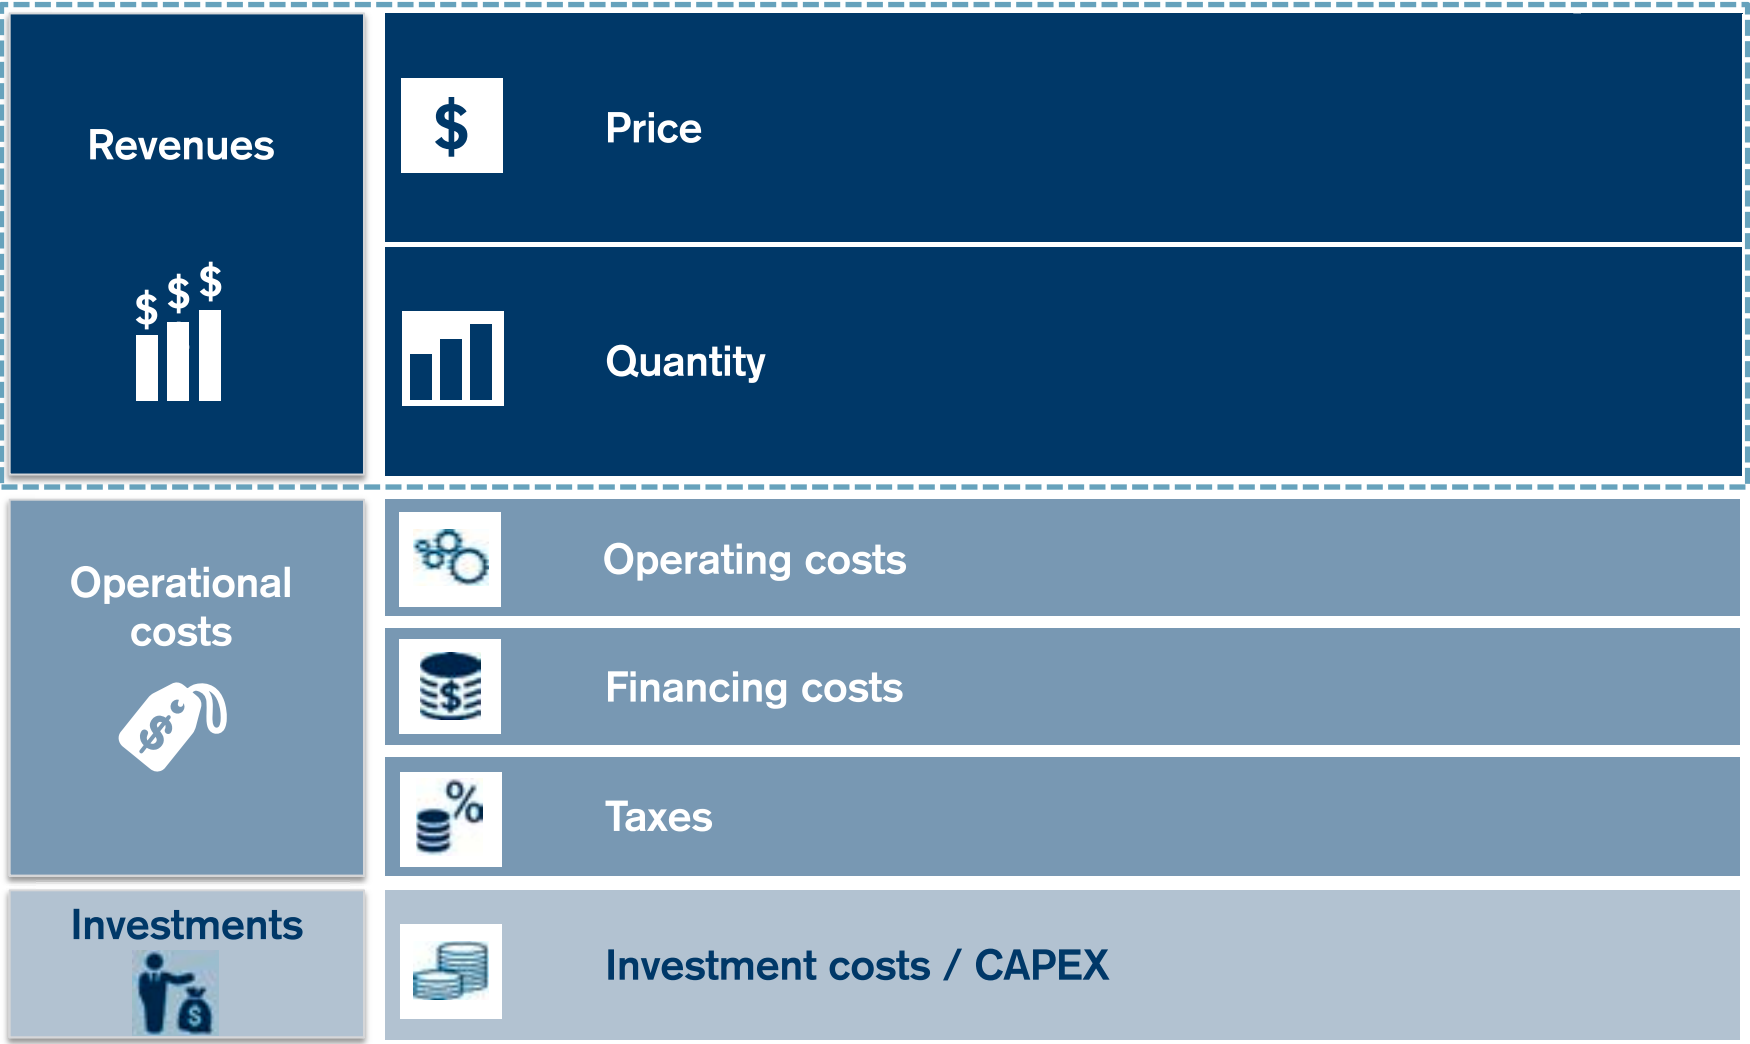 Revenues
$ $ $
$
Price
Quantity
Operational
costs
$
Operating costs
$
Financing costs
%
Taxes
Investments
$
Investment costs / CAPEX